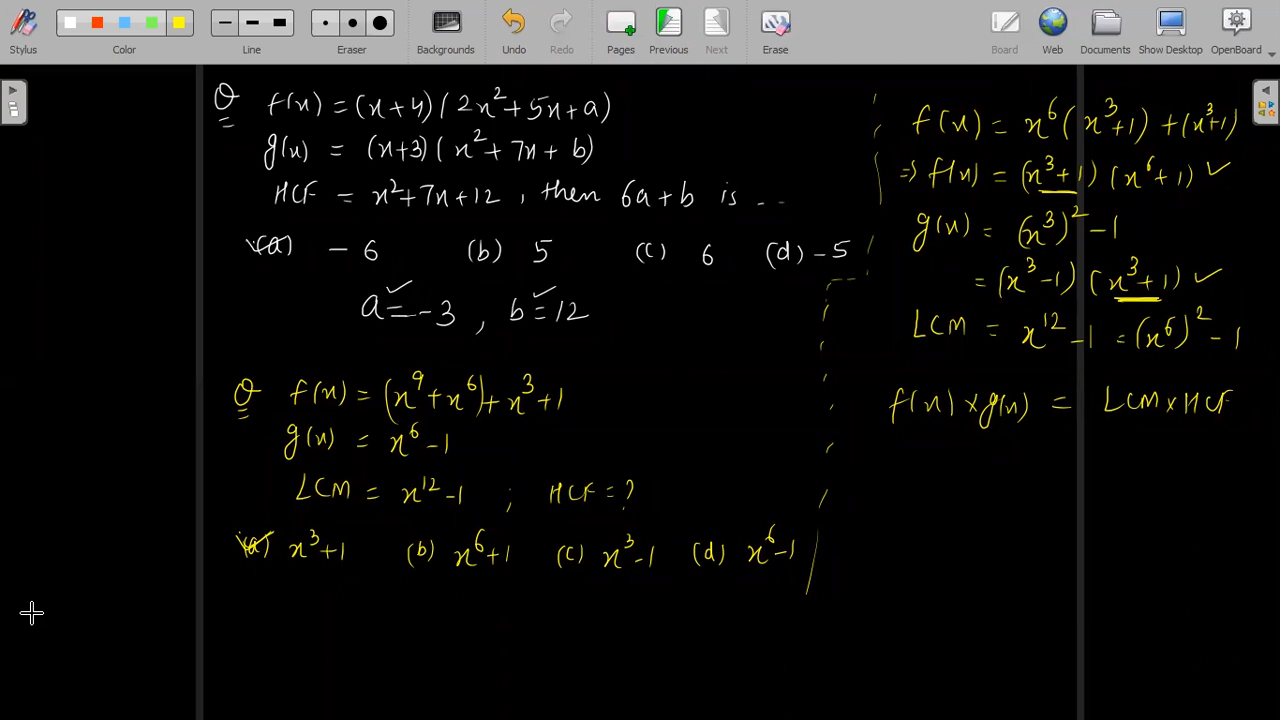 Stylus Color Line Eraser Backgrounds Undo Redo Pages Previous Next Erase Board Web Documents Show Desktop OpenBoard
Q f(x) = (x+4)(2x²+5x+a)
g(x) = (x+3)(x²+7x+b)
HCF = x²+7x+12, then 6a+b is ...
(a) -6 (b) 5 (c) 6 (d) -5
a = -3, b = 12
Q f(x) = (x⁹+x⁶)+x³+1
g(x) = x⁶-1
LCM = x¹²-1 ; HCF = ?
(a) x³+1 (b) x⁶+1 (c) x³-1 (d) x⁶-1
f(x) = x⁶(x³+1)+(x³+1)
⇒ f(x) = (x³+1)(x⁶+1) ✓
g(x) = (x³)²-1
= (x³-1)(x³+1) ✓
LCM = x¹²-1 = (x⁶)²-1
f(x)×g(x) = LCM×HCF